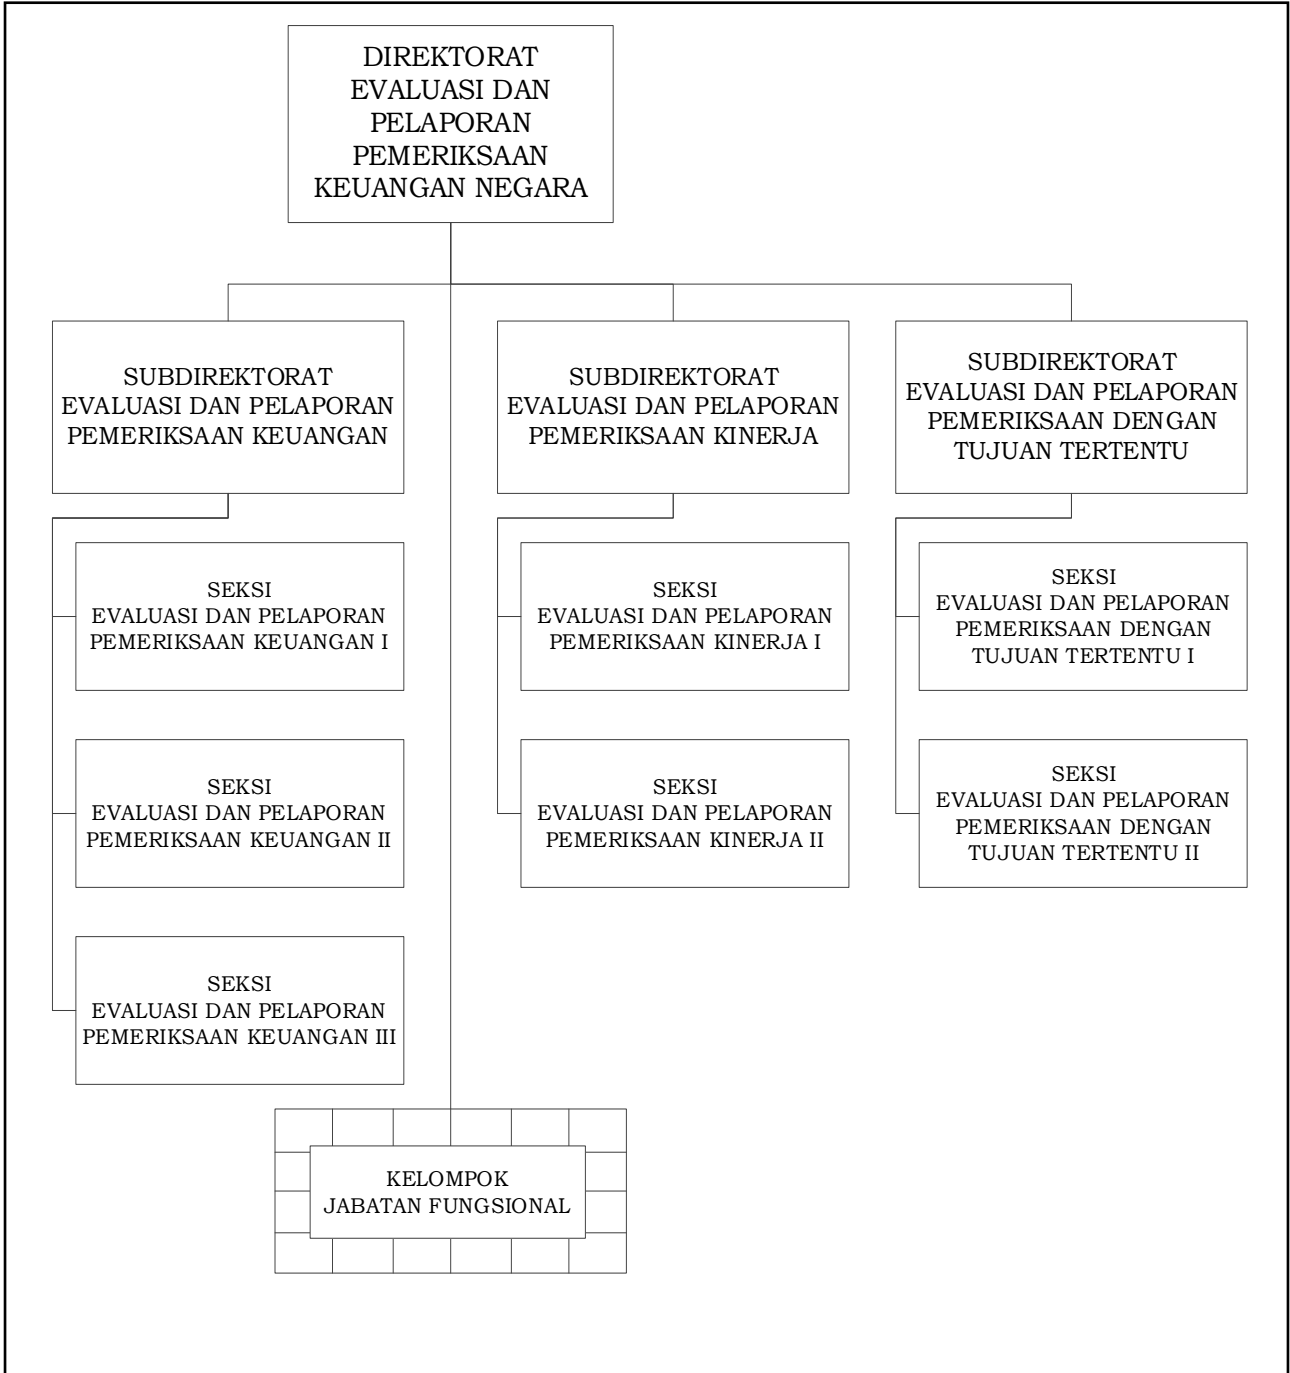 DIREKTORAT
EVALUASI DAN
PELAPORAN
PEMERIKSAAN
KEUANGAN NEGARA
SUBDIREKTORAT
EVALUASI DAN PELAPORAN
PEMERIKSAAN KEUANGAN
SUBDIREKTORAT
EVALUASI DAN PELAPORAN
PEMERIKSAAN KINERJA
SUBDIREKTORAT
EVALUASI DAN PELAPORAN
PEMERIKSAAN DENGAN
TUJUAN TERTENTU
SEKSI
EVALUASI DAN PELAPORAN
PEMERIKSAAN KEUANGAN I
SEKSI
EVALUASI DAN PELAPORAN
PEMERIKSAAN KINERJA I
SEKSI
EVALUASI DAN PELAPORAN
PEMERIKSAAN DENGAN
TUJUAN TERTENTU I
SEKSI
EVALUASI DAN PELAPORAN
PEMERIKSAAN KEUANGAN II
SEKSI
EVALUASI DAN PELAPORAN
PEMERIKSAAN KINERJA II
SEKSI
EVALUASI DAN PELAPORAN
PEMERIKSAAN DENGAN
TUJUAN TERTENTU II
SEKSI
EVALUASI DAN PELAPORAN
PEMERIKSAAN KEUANGAN III
KELOMPOK
JABATAN FUNGSIONAL